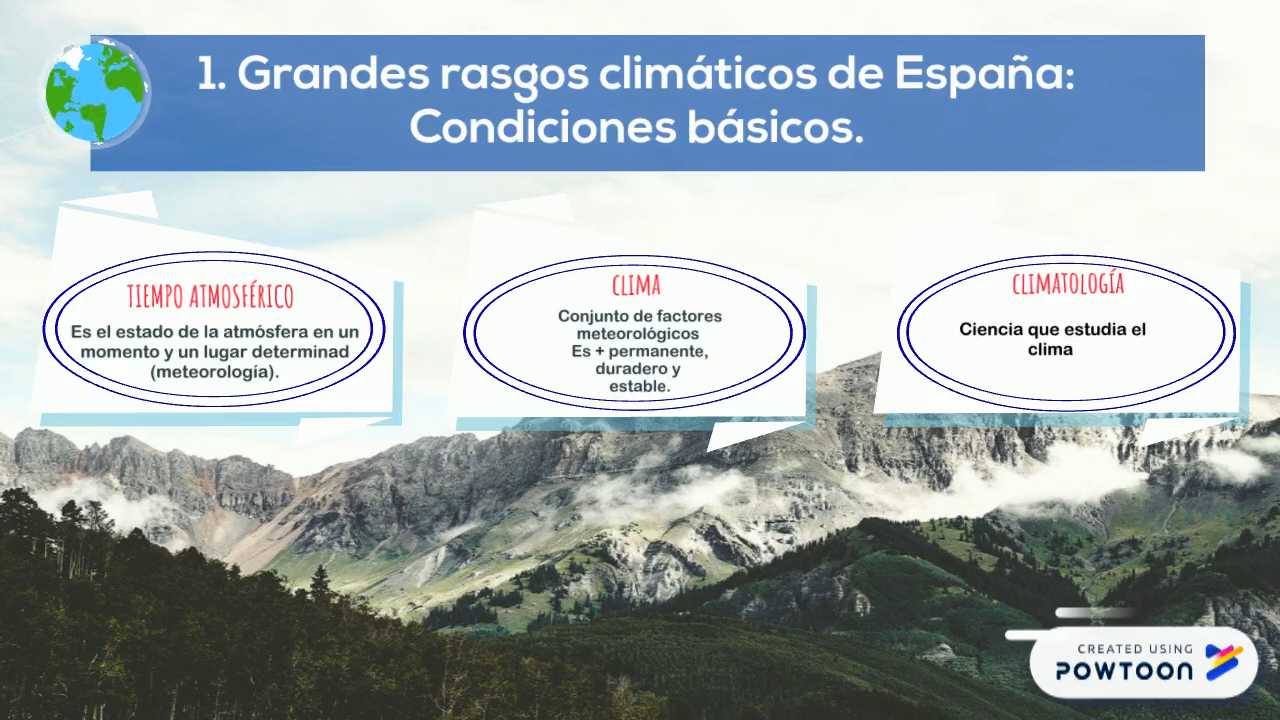 1. Grandes rasgos climáticos de España:
Condiciones básicos.
TIEMPO ATMOSFÉRICO
Es el estado de la atmósfera en un
momento y un lugar determinad
(meteorología).
CLIMA
Conjunto de factores
meteorológicos
Es + permanente,
duradero y
estable.
CLIMATOLOGÍA
Ciencia que estudia el
clima
CREATED USING
POWTOON